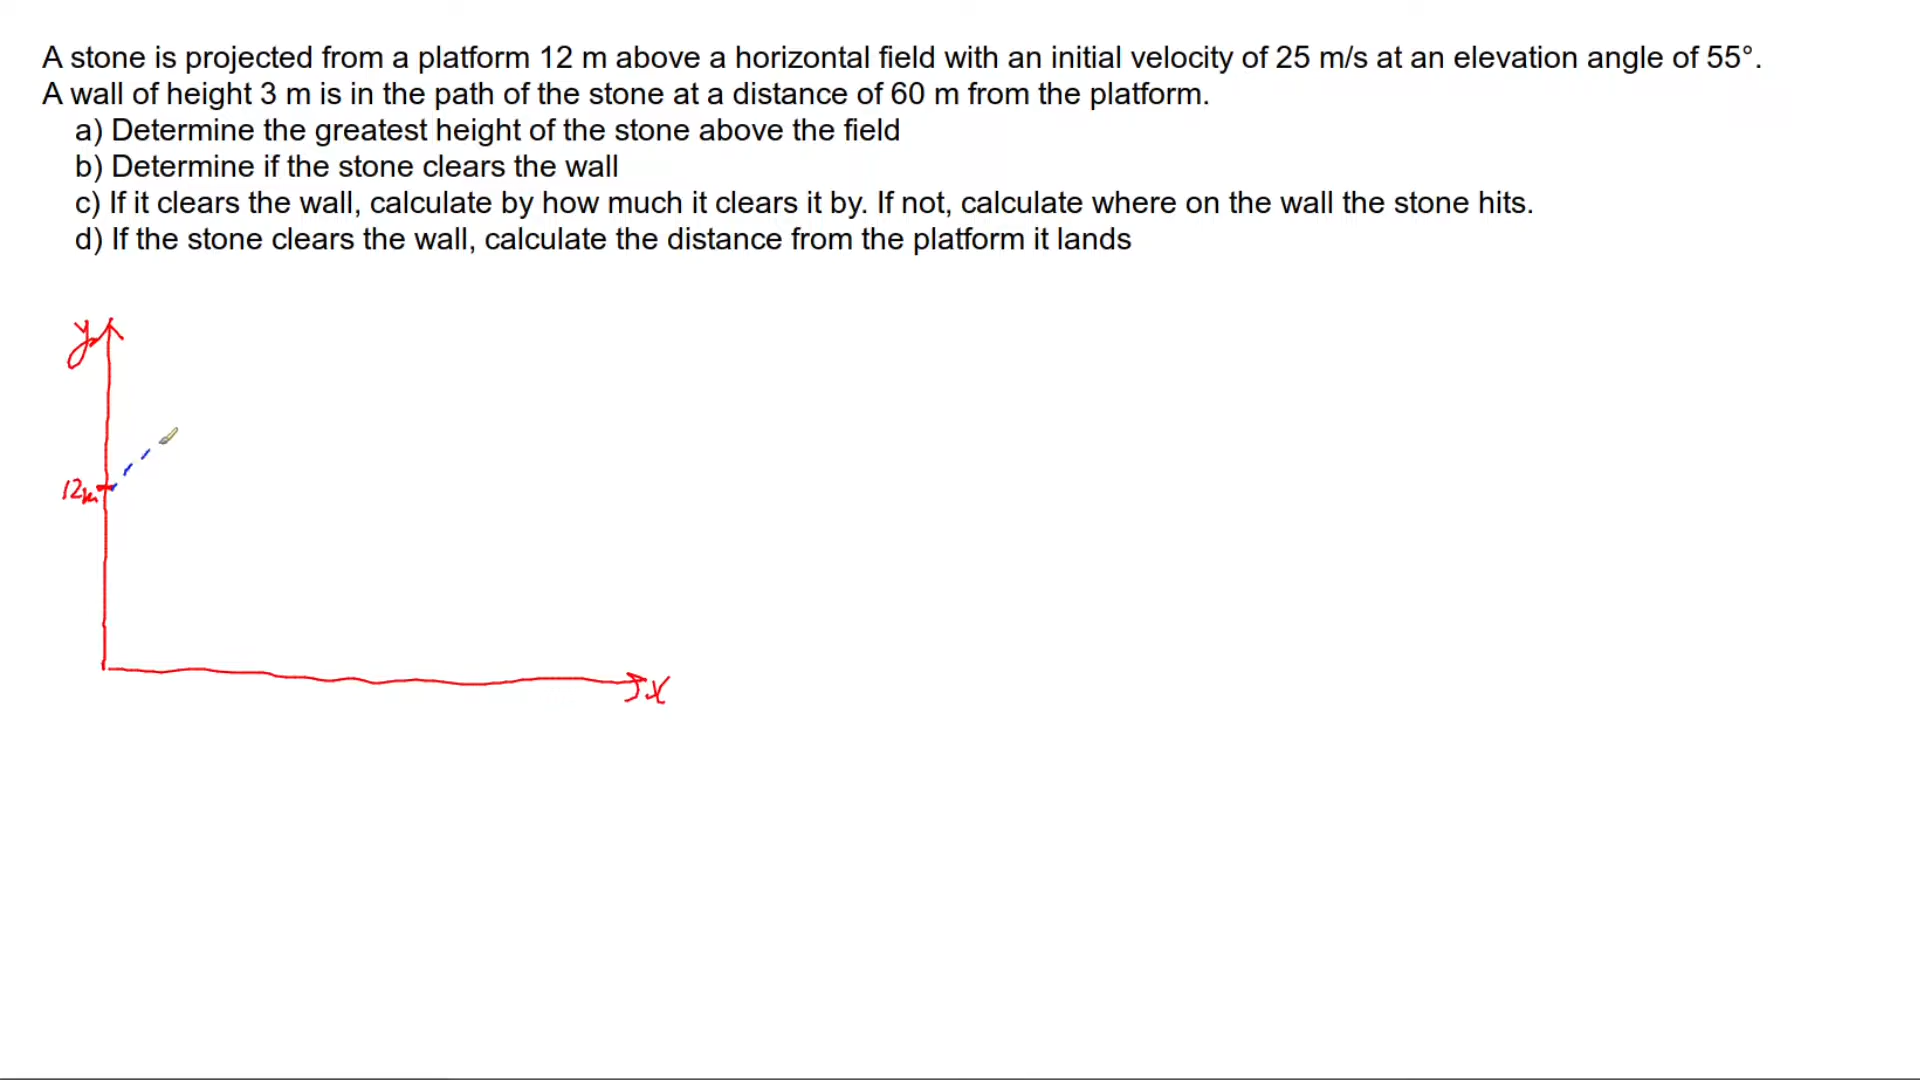 A stone is projected from a platform 12 m above a horizontal field with an initial velocity of 25 m/s at an elevation angle of 55°.
A wall of height 3 m is in the path of the stone at a distance of 60 m from the platform.
a) Determine the greatest height of the stone above the field
b) Determine if the stone clears the wall
c) If it clears the wall, calculate by how much it clears it by. If not, calculate where on the wall the stone hits.
d) If the stone clears the wall, calculate the distance from the platform it lands
y
12m
x